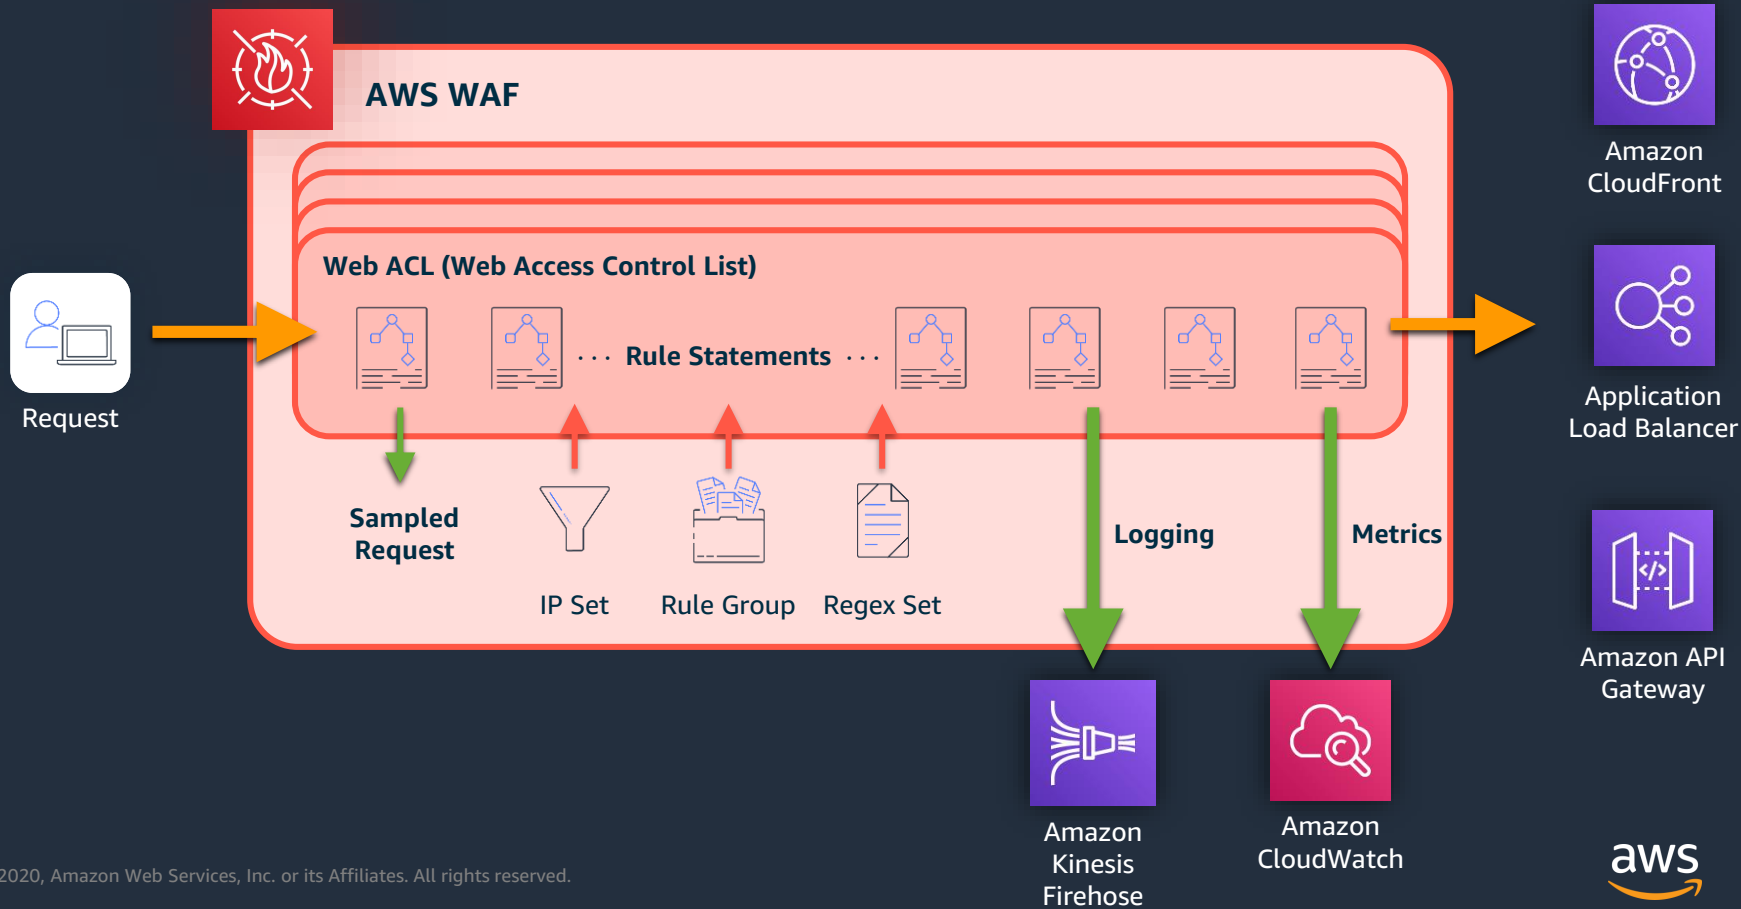 AWS WAF
Amazon
CloudFront
Web ACL (Web Access Control List)
Request
... Rule Statements ...
Application
Load Balancer
Sampled
Request
Logging
Metrics
</>
IP Set
Rule Group
Regex Set
Amazon API
Gateway
Amazon
Kinesis
Firehose
Amazon
CloudWatch
2020, Amazon Web Services, Inc. or its Affiliates. All rights reserved.
aws